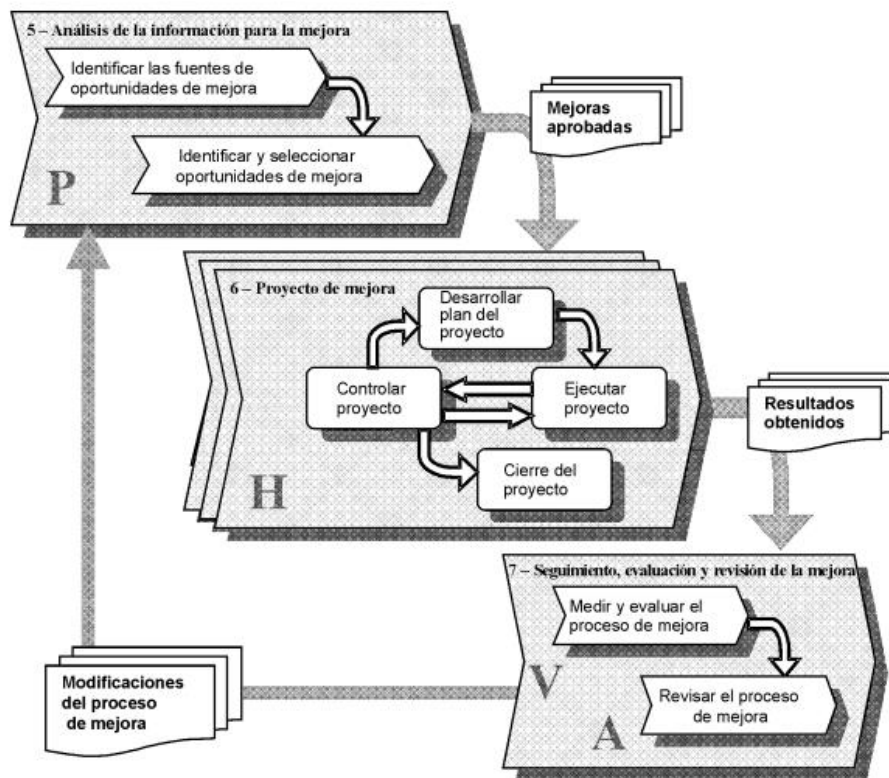 5 – Análisis de la información para la mejora
Identificar las fuentes de
oportunidades de mejora
Identificar y seleccionar
oportunidades de mejora
P
Mejoras
aprobadas
6 – Proyecto de mejora
Desarrollar
plan del
proyecto
Controlar
proyecto
Ejecutar
proyecto
Cierre del
proyecto
H
Resultados
obtenidos
7 – Seguimiento, evaluación y revisión de la mejora
Medir y evaluar el
proceso de mejora
V
Revisar el proceso
de mejora
A
Modificaciones
del proceso
de mejora